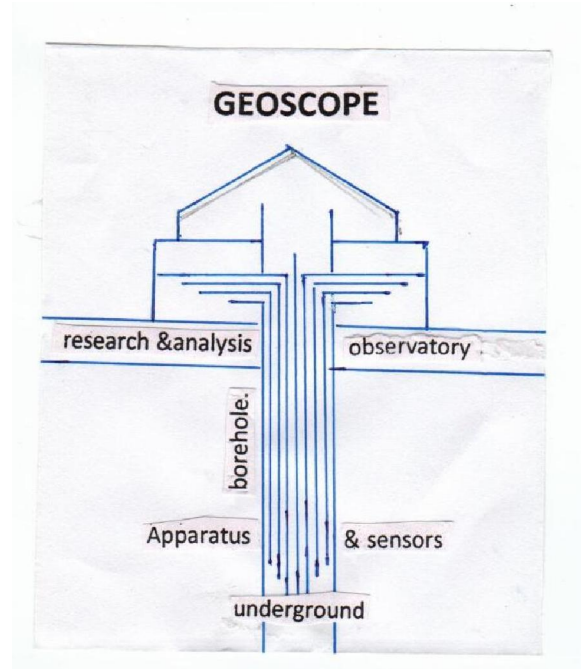 GEOSCOPE
research &analysis
observatory
borehole.
Apparatus
& sensors
underground